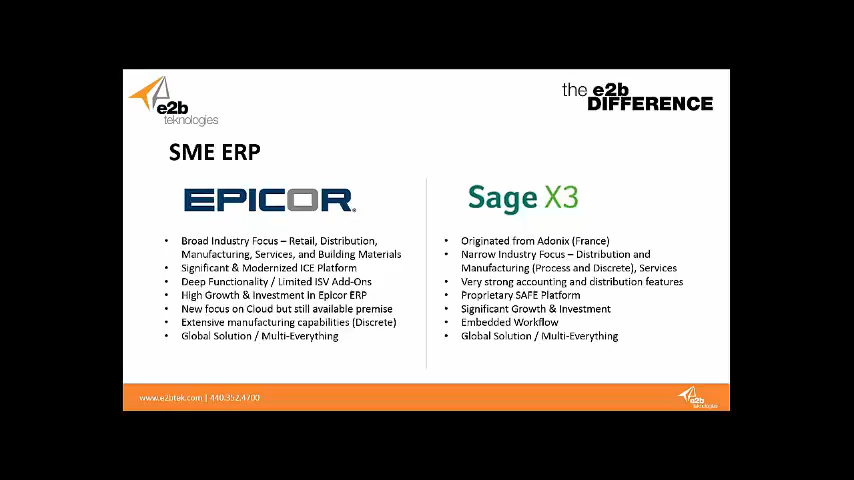 e2b
teknologies
the e2b
DIFFERENCE
SME ERP
EPICOR®
• Broad Industry Focus – Retail, Distribution,
Manufacturing, Services, and Building Materials
• Significant & Modernized ICE Platform
• Deep Functionality / Limited ISV Add-Ons
• High Growth & Investment in Epicor ERP
• New focus on Cloud but still available premise
• Extensive manufacturing capabilities (Discrete)
• Global Solution / Multi-Everything
Sage X3
• Originated from Adonix (France)
• Narrow Industry Focus – Distribution and
Manufacturing (Process and Discrete), Services
• Very strong accounting and distribution features
• Proprietary SAFE Platform
• Significant Growth & Investment
• Embedded Workflow
• Global Solution / Multi-Everything
www.e2btek.com | 440.352.4700
e2b
teknologies